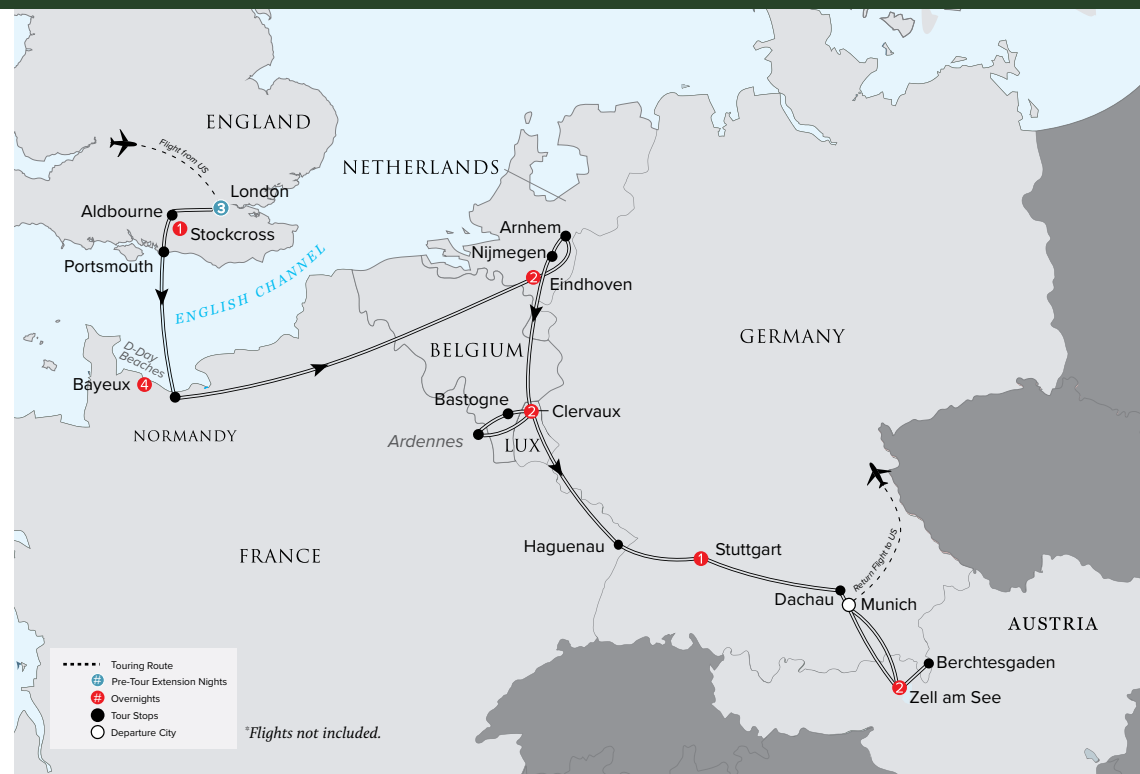 ENGLAND
Flight from US
NETHERLANDS
London
3
Aldbourne
1
Stockcross
Arnhem
Portsmouth
Nijmegen
ENGLISH CHANNEL
2
Eindhoven
GERMANY
D-Day
Beaches
BELGIUM
Bayeux
4
Bastogne
2
Clervaux
NORMANDY
Ardennes
LUX
Haguenau
Stuttgart
1
FRANCE
Return Flight to US
Dachau
Munich
AUSTRIA
Berchtesgaden
2
Zell am See
Touring Route
# Pre-Tour Extension Nights
# Overnights
Tour Stops
Departure City
*Flights not included.